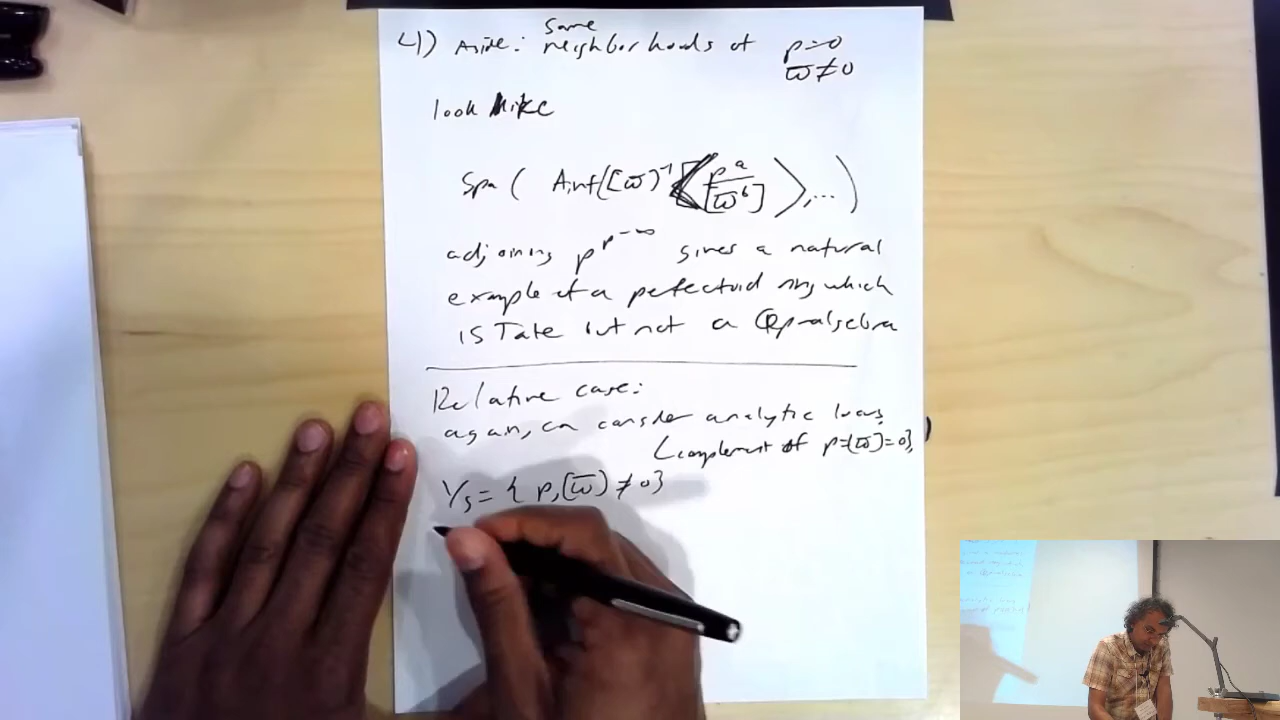 4) Aside: Same neighborhoods of p=0
ϖ≠0
look like
Spa( Ainf([ϖ]^-1 〈p^a/[ϖ^b]〉,...)
adjoining p^{p^{-∞}} gives a natural
example of a perfectoid ring which
is Tate but not a Qp-algebra
Relative case:
again, can consider analytic locus
(complement of p=[ϖ]=0},
Y_S = { p,[ϖ] ≠ 0}